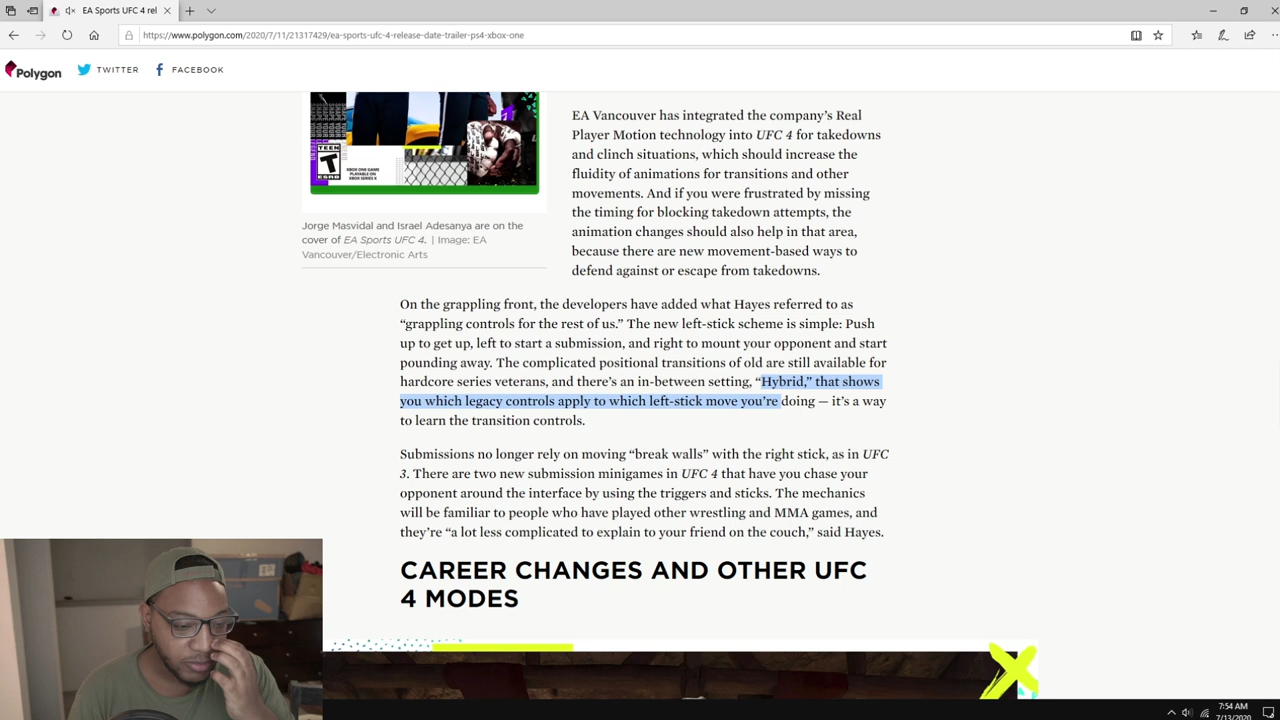 EA Sports UFC 4 rel
https://www.polygon.com/2020/7/11/21317429/ea-sports-ufc-4-release-date-trailer-ps4-xbox-one
Polygon
TWITTER
FACEBOOK
TEEN
T
ESRB
XBOX ONE GAME
PLAYABLE ON
XBOX SERIES X
Jorge Masvidal and Israel Adesanya are on the
cover of EA Sports UFC 4. | Image: EA
Vancouver/Electronic Arts
EA Vancouver has integrated the company’s Real
Player Motion technology into UFC 4 for takedowns
and clinch situations, which should increase the
fluidity of animations for transitions and other
movements. And if you were frustrated by missing
the timing for blocking takedown attempts, the
animation changes should also help in that area,
because there are new movement-based ways to
defend against or escape from takedowns.
On the grappling front, the developers have added what Hayes referred to as
“grappling controls for the rest of us.” The new left-stick scheme is simple: Push
up to get up, left to start a submission, and right to mount your opponent and start
pounding away. The complicated positional transitions of old are still available for
hardcore series veterans, and there’s an in-between setting, “Hybrid,” that shows
you which legacy controls apply to which left-stick move you’re doing — it’s a way
to learn the transition controls.
Submissions no longer rely on moving “break walls” with the right stick, as in UFC
3. There are two new submission minigames in UFC 4 that have you chase your
opponent around the interface by using the triggers and sticks. The mechanics
will be familiar to people who have played other wrestling and MMA games, and
they’re “a lot less complicated to explain to your friend on the couch,” said Hayes.
CAREER CHANGES AND OTHER UFC
4 MODES
7:54 AM
7/13/2020